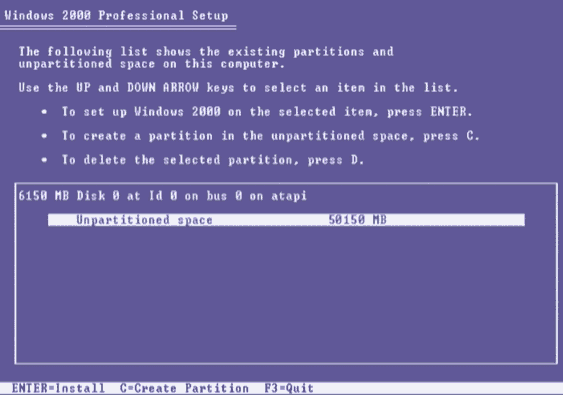 Windows 2000 Professional Setup
The following list shows the existing partitions and
unpartitioned space on this computer.
Use the UP and DOWN ARROW keys to select an item in the list.
• To set up Windows 2000 on the selected item, press ENTER.
• To create a partition in the unpartitioned space, press C.
• To delete the selected partition, press D.
6150 MB Disk 0 at Id 0 on bus 0 on atapi
Unpartitioned space 50150 MB
ENTER=Install C=Create Partition F3=Quit